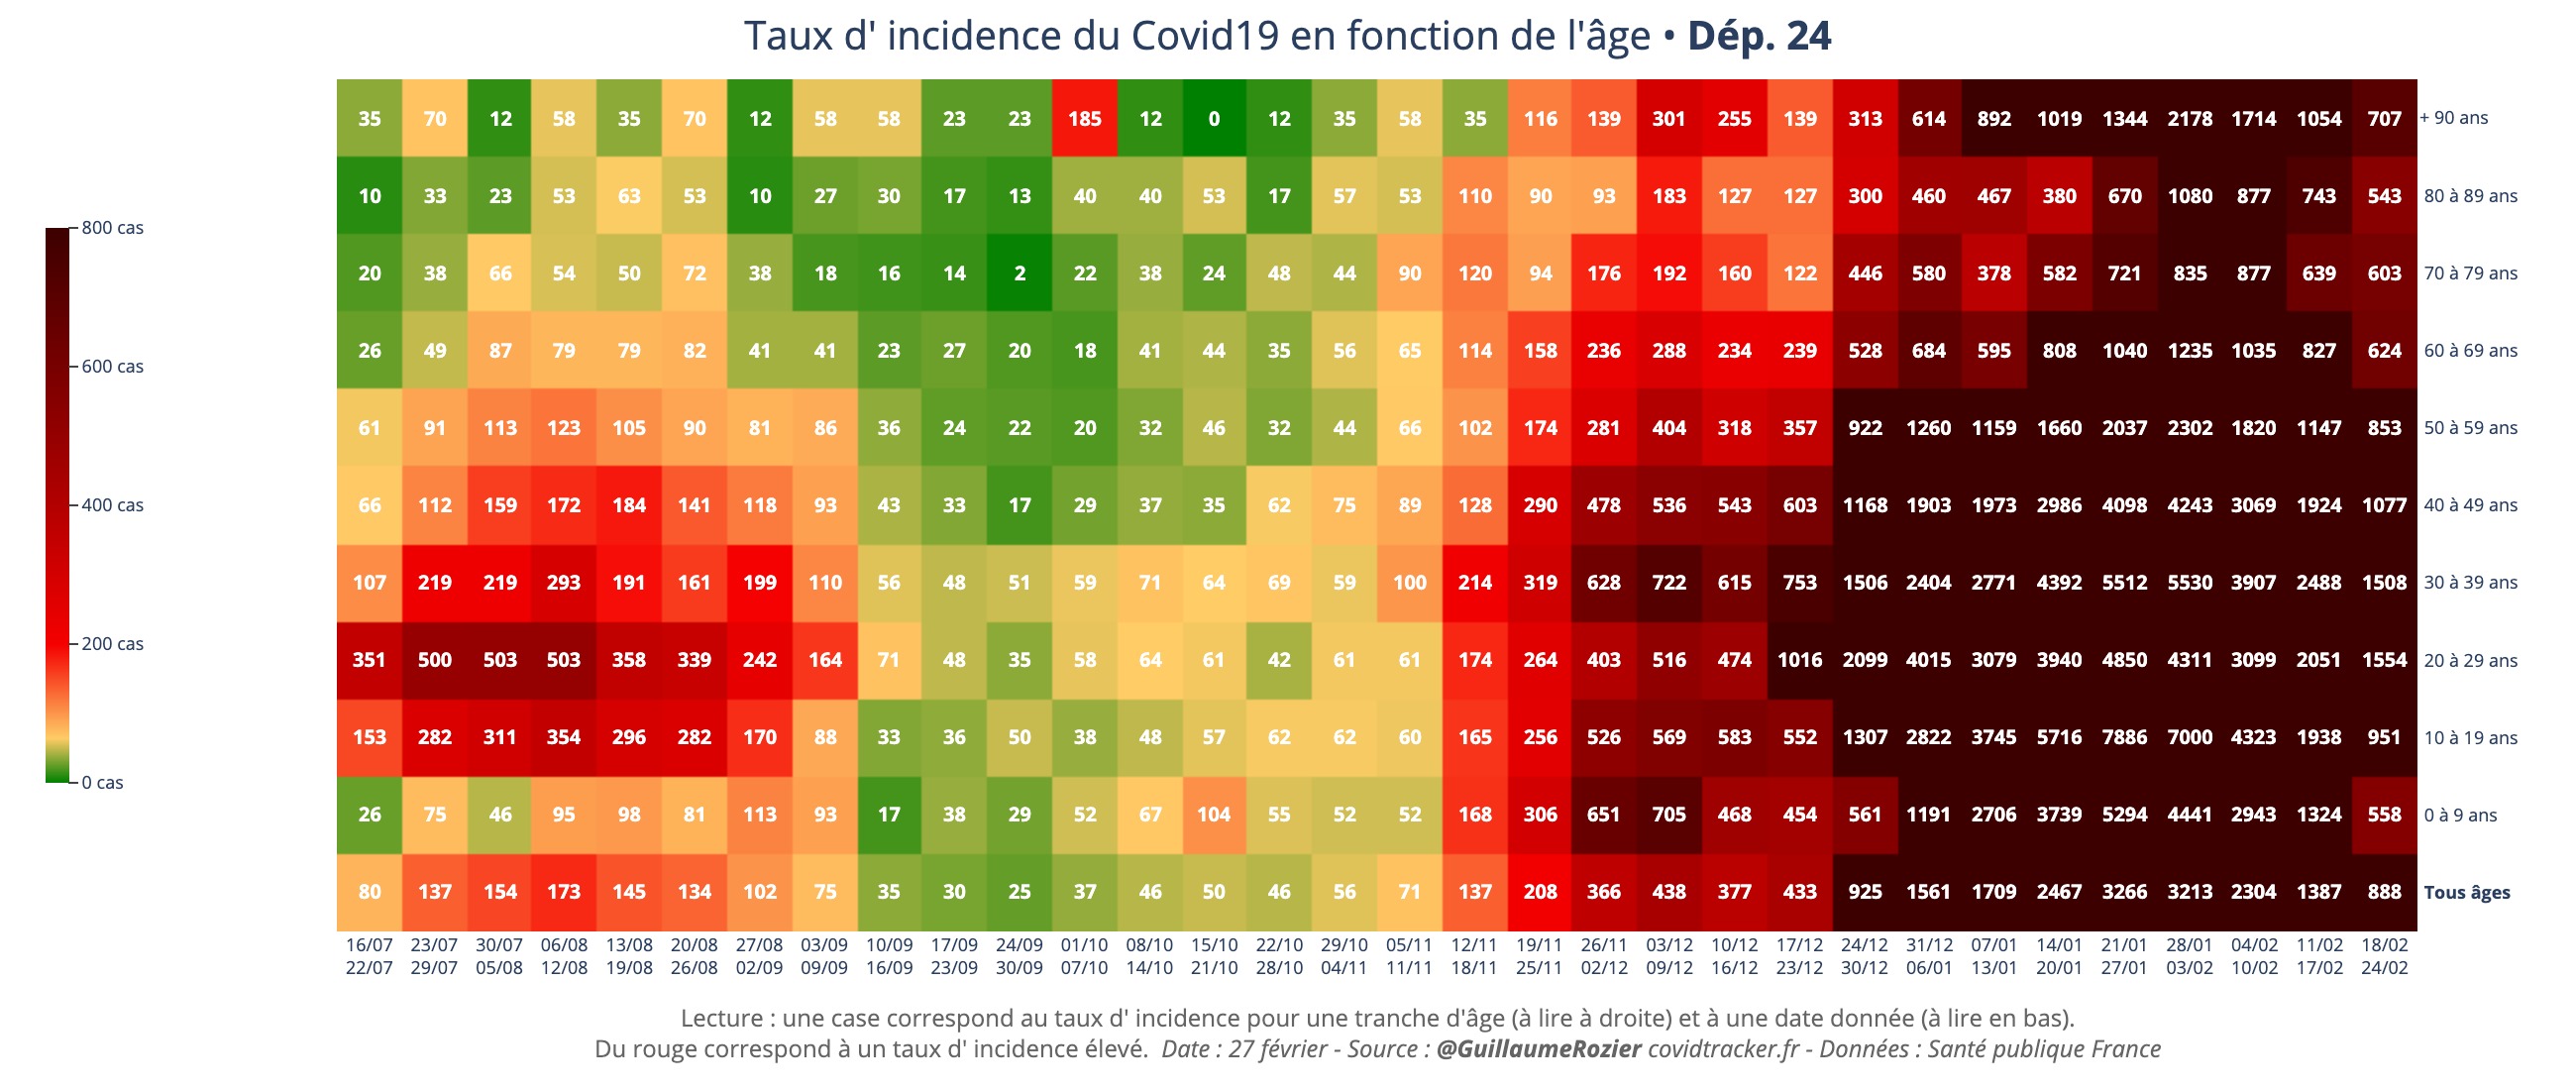 Taux d' incidence du Covid19 en fonction de l'âge • Dép. 24
35 70 12 58 35 70 12 58 58 23 23 185 12 0 12 35 58 35 116 139 301 255 139 313 614 892 1019 1344 2178 1714 1054 707 + 90 ans
10 33 23 53 63 53 10 27 30 17 13 40 40 53 17 57 53 110 90 93 183 127 127 300 460 467 380 670 1080 877 743 543 80 à 89 ans
800 cas
20 38 66 54 50 72 38 18 16 14 2 22 38 24 48 44 90 120 94 176 192 160 122 446 580 378 582 721 835 877 639 603 70 à 79 ans
26 49 87 79 79 82 41 41 23 27 20 18 41 44 35 56 65 114 158 236 288 234 239 528 684 595 808 1040 1235 1035 827 624 60 à 69 ans
600 cas
61 91 113 123 105 90 81 86 36 24 22 20 32 46 32 44 66 102 174 281 404 318 357 922 1260 1159 1660 2037 2302 1820 1147 853 50 à 59 ans
400 cas
66 112 159 172 184 141 118 93 43 33 17 29 37 35 62 75 89 128 290 478 536 543 603 1168 1903 1973 2986 4098 4243 3069 1924 1077 40 à 49 ans
107 219 219 293 191 161 199 110 56 48 51 59 71 64 69 59 100 214 319 628 722 615 753 1506 2404 2771 4392 5512 5530 3907 2488 1508 30 à 39 ans
200 cas
351 500 503 503 358 339 242 164 71 48 35 58 64 61 42 61 61 174 264 403 516 474 1016 2099 4015 3079 3940 4850 4311 3099 2051 1554 20 à 29 ans
153 282 311 354 296 282 170 88 33 36 50 38 48 57 62 62 60 165 256 526 569 583 552 1307 2822 3745 5716 7886 7000 4323 1938 951 10 à 19 ans
0 cas
26 75 46 95 98 81 113 93 17 38 29 52 67 104 55 52 52 168 306 651 705 468 454 561 1191 2706 3739 5294 4441 2943 1324 558 0 à 9 ans
80 137 154 173 145 134 102 75 35 30 25 37 46 50 46 56 71 137 208 366 438 377 433 925 1561 1709 2467 3266 3213 2304 1387 888 Tous âges
16/07 23/07 30/07 06/08 13/08 20/08 27/08 03/09 10/09 17/09 24/09 01/10 08/10 15/10 22/10 29/10 05/11 12/11 19/11 26/11 03/12 10/12 17/12 24/12 31/12 07/01 14/01 21/01 28/01 04/02 11/02 18/02
22/07 29/07 05/08 12/08 19/08 26/08 02/09 09/09 16/09 23/09 30/09 07/10 14/10 21/10 28/10 04/11 11/11 18/11 25/11 02/12 09/12 16/12 23/12 30/12 06/01 13/01 20/01 27/01 03/02 10/02 17/02 24/02
Lecture : une case correspond au taux d' incidence pour une tranche d'âge (à lire à droite) et à une date donnée (à lire en bas).
Du rouge correspond à un taux d' incidence élevé. Date : 27 février - Source : @GuillaumeRozier covidtracker.fr - Données : Santé publique France